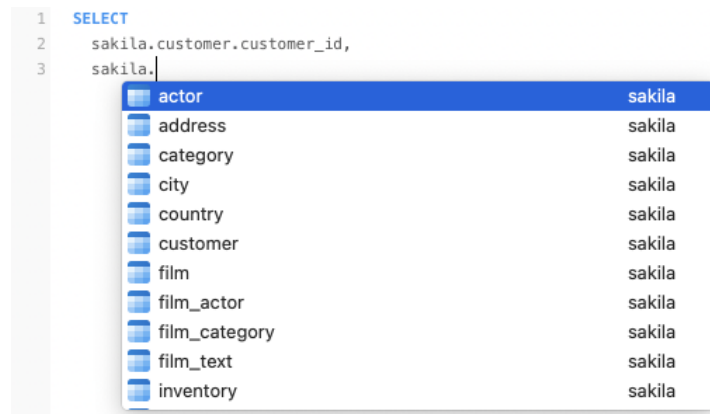 1 SELECT
2 sakila.customer.customer_id,
3 sakila.
actor sakila
address sakila
category sakila
city sakila
country sakila
customer sakila
film sakila
film_actor sakila
film_category sakila
film_text sakila
inventory sakila